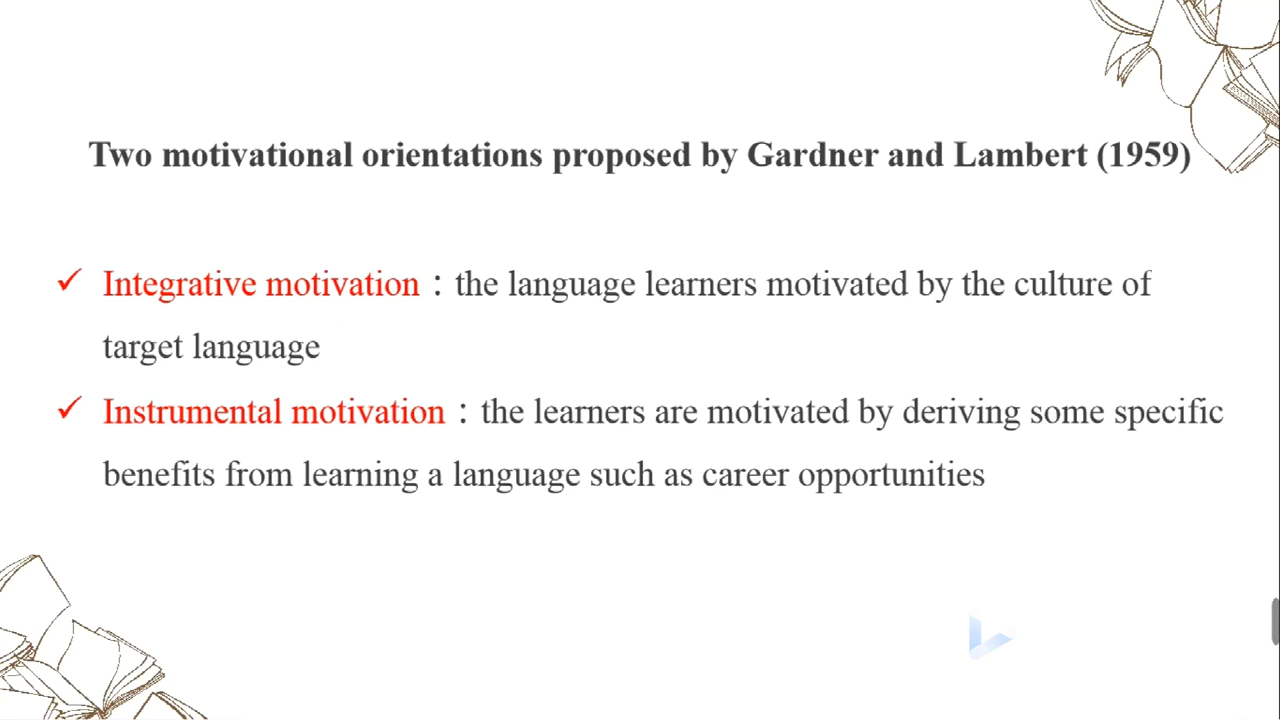 Two motivational orientations proposed by Gardner and Lambert (1959)
✓ Integrative motivation：the language learners motivated by the culture of
target language
✓ Instrumental motivation：the learners are motivated by deriving some specific
benefits from learning a language such as career opportunities